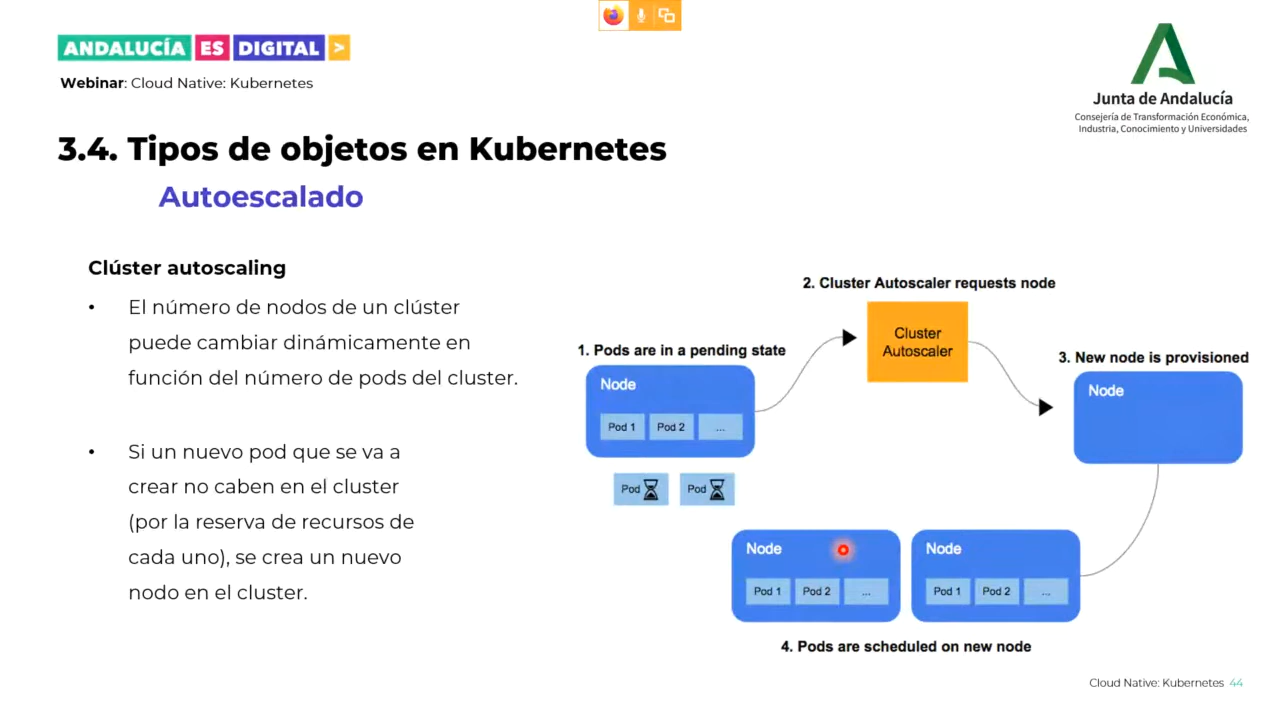 ANDALUCÍA ES DIGITAL >
Webinar: Cloud Native: Kubernetes
Junta de Andalucía
Consejería de Transformación Económica,
Industria, Conocimiento y Universidades
3.4. Tipos de objetos en Kubernetes
Autoescalado
Clúster autoscaling
• El número de nodos de un clúster
puede cambiar dinámicamente en
función del número de pods del cluster.
• Si un nuevo pod que se va a
crear no caben en el cluster
(por la reserva de recursos de
cada uno), se crea un nuevo
nodo en el cluster.
1. Pods are in a pending state
Node
Pod 1 Pod 2 ...
Pod Pod
2. Cluster Autoscaler requests node
Cluster
Autoscaler
3. New node is provisioned
Node
Node
Pod 1 Pod 2 ...
Node
Pod 1 Pod 2 ...
4. Pods are scheduled on new node
Cloud Native: Kubernetes 44